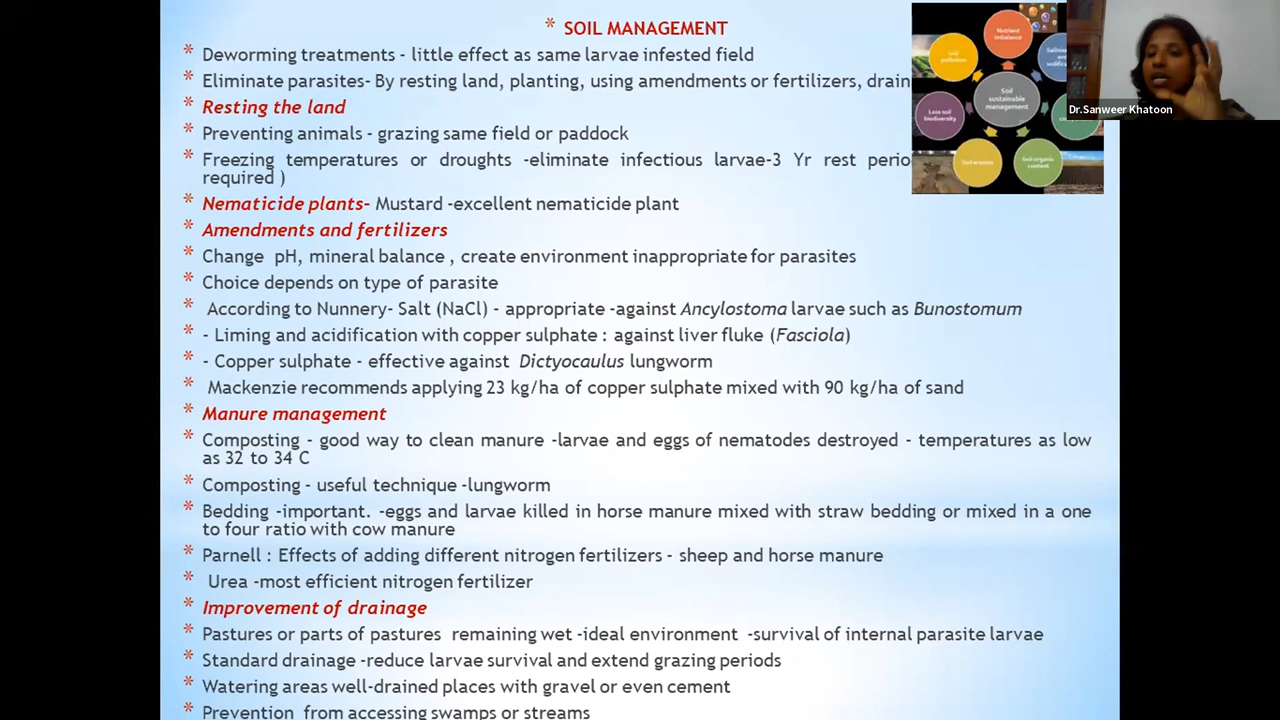 * SOIL MANAGEMENT
* Deworming treatments - little effect as same larvae infested field
* Eliminate parasites- By resting land, planting, using amendments or fertilizers, drain
* Resting the land
* Preventing animals - grazing same field or paddock
* Freezing temperatures or droughts -eliminate infectious larvae-3 Yr rest perio
required )
* Nematicide plants- Mustard -excellent nematicide plant
* Amendments and fertilizers
* Change pH, mineral balance , create environment inappropriate for parasites
* Choice depends on type of parasite
* According to Nunnery- Salt (NaCl) - appropriate -against Ancylostoma larvae such as Bunostomum
* - Liming and acidification with copper sulphate : against liver fluke (Fasciola)
* - Copper sulphate - effective against Dictyocaulus lungworm
* Mackenzie recommends applying 23 kg/ha of copper sulphate mixed with 90 kg/ha of sand
* Manure management
* Composting - good way to clean manure -larvae and eggs of nematodes destroyed - temperatures as low
as 32 to 34 C
* Composting - useful technique -lungworm
* Bedding -important. -eggs and larvae killed in horse manure mixed with straw bedding or mixed in a one
to four ratio with cow manure
* Parnell : Effects of adding different nitrogen fertilizers - sheep and horse manure
* Urea -most efficient nitrogen fertilizer
* Improvement of drainage
* Pastures or parts of pastures remaining wet -ideal environment -survival of internal parasite larvae
* Standard drainage -reduce larvae survival and extend grazing periods
* Watering areas well-drained places with gravel or even cement
* Prevention from accessing swamps or streams
Nutrient
imbalance
Soil
pollution
Soil
sustainable
management
Loss soil
biodiversity
Soil erosion
Soil organic
content
Dr.Sanweer Khatoon